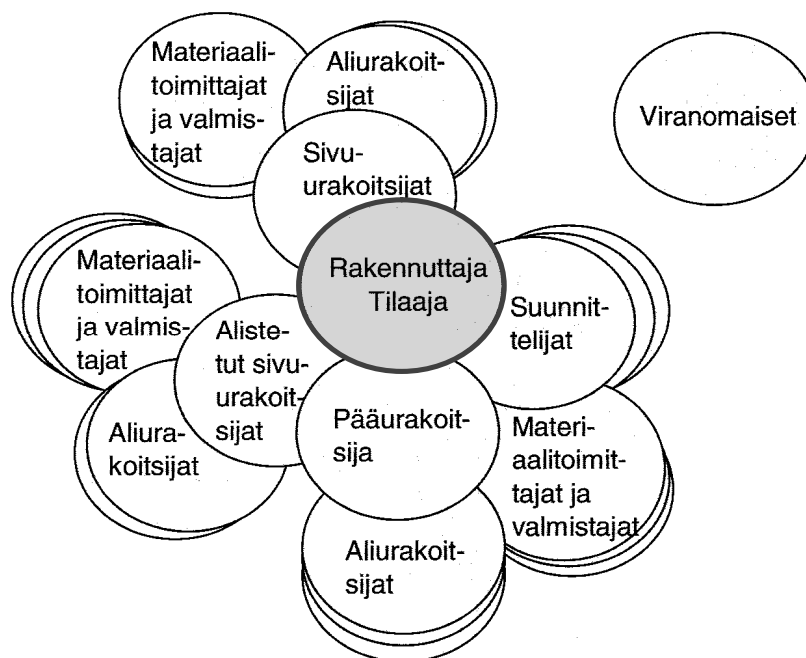 Materiaali-
toimittajat
ja valmis-
tajat
Aliurakoit-
sijat
Viranomaiset
Sivu-
urakoitsijat
Rakennuttaja
Tilaaja
Materiaali-
toimittajat
ja valmis-
tajat
Suunnit-
telijat
Aliste-
tut sivu-
urakoit-
sijat
Pääurakoit-
sija
Aliura-
koitsijat
Materi-
aalitoimit-
tajat ja
valmistajat
Aliurakoit-
sijat